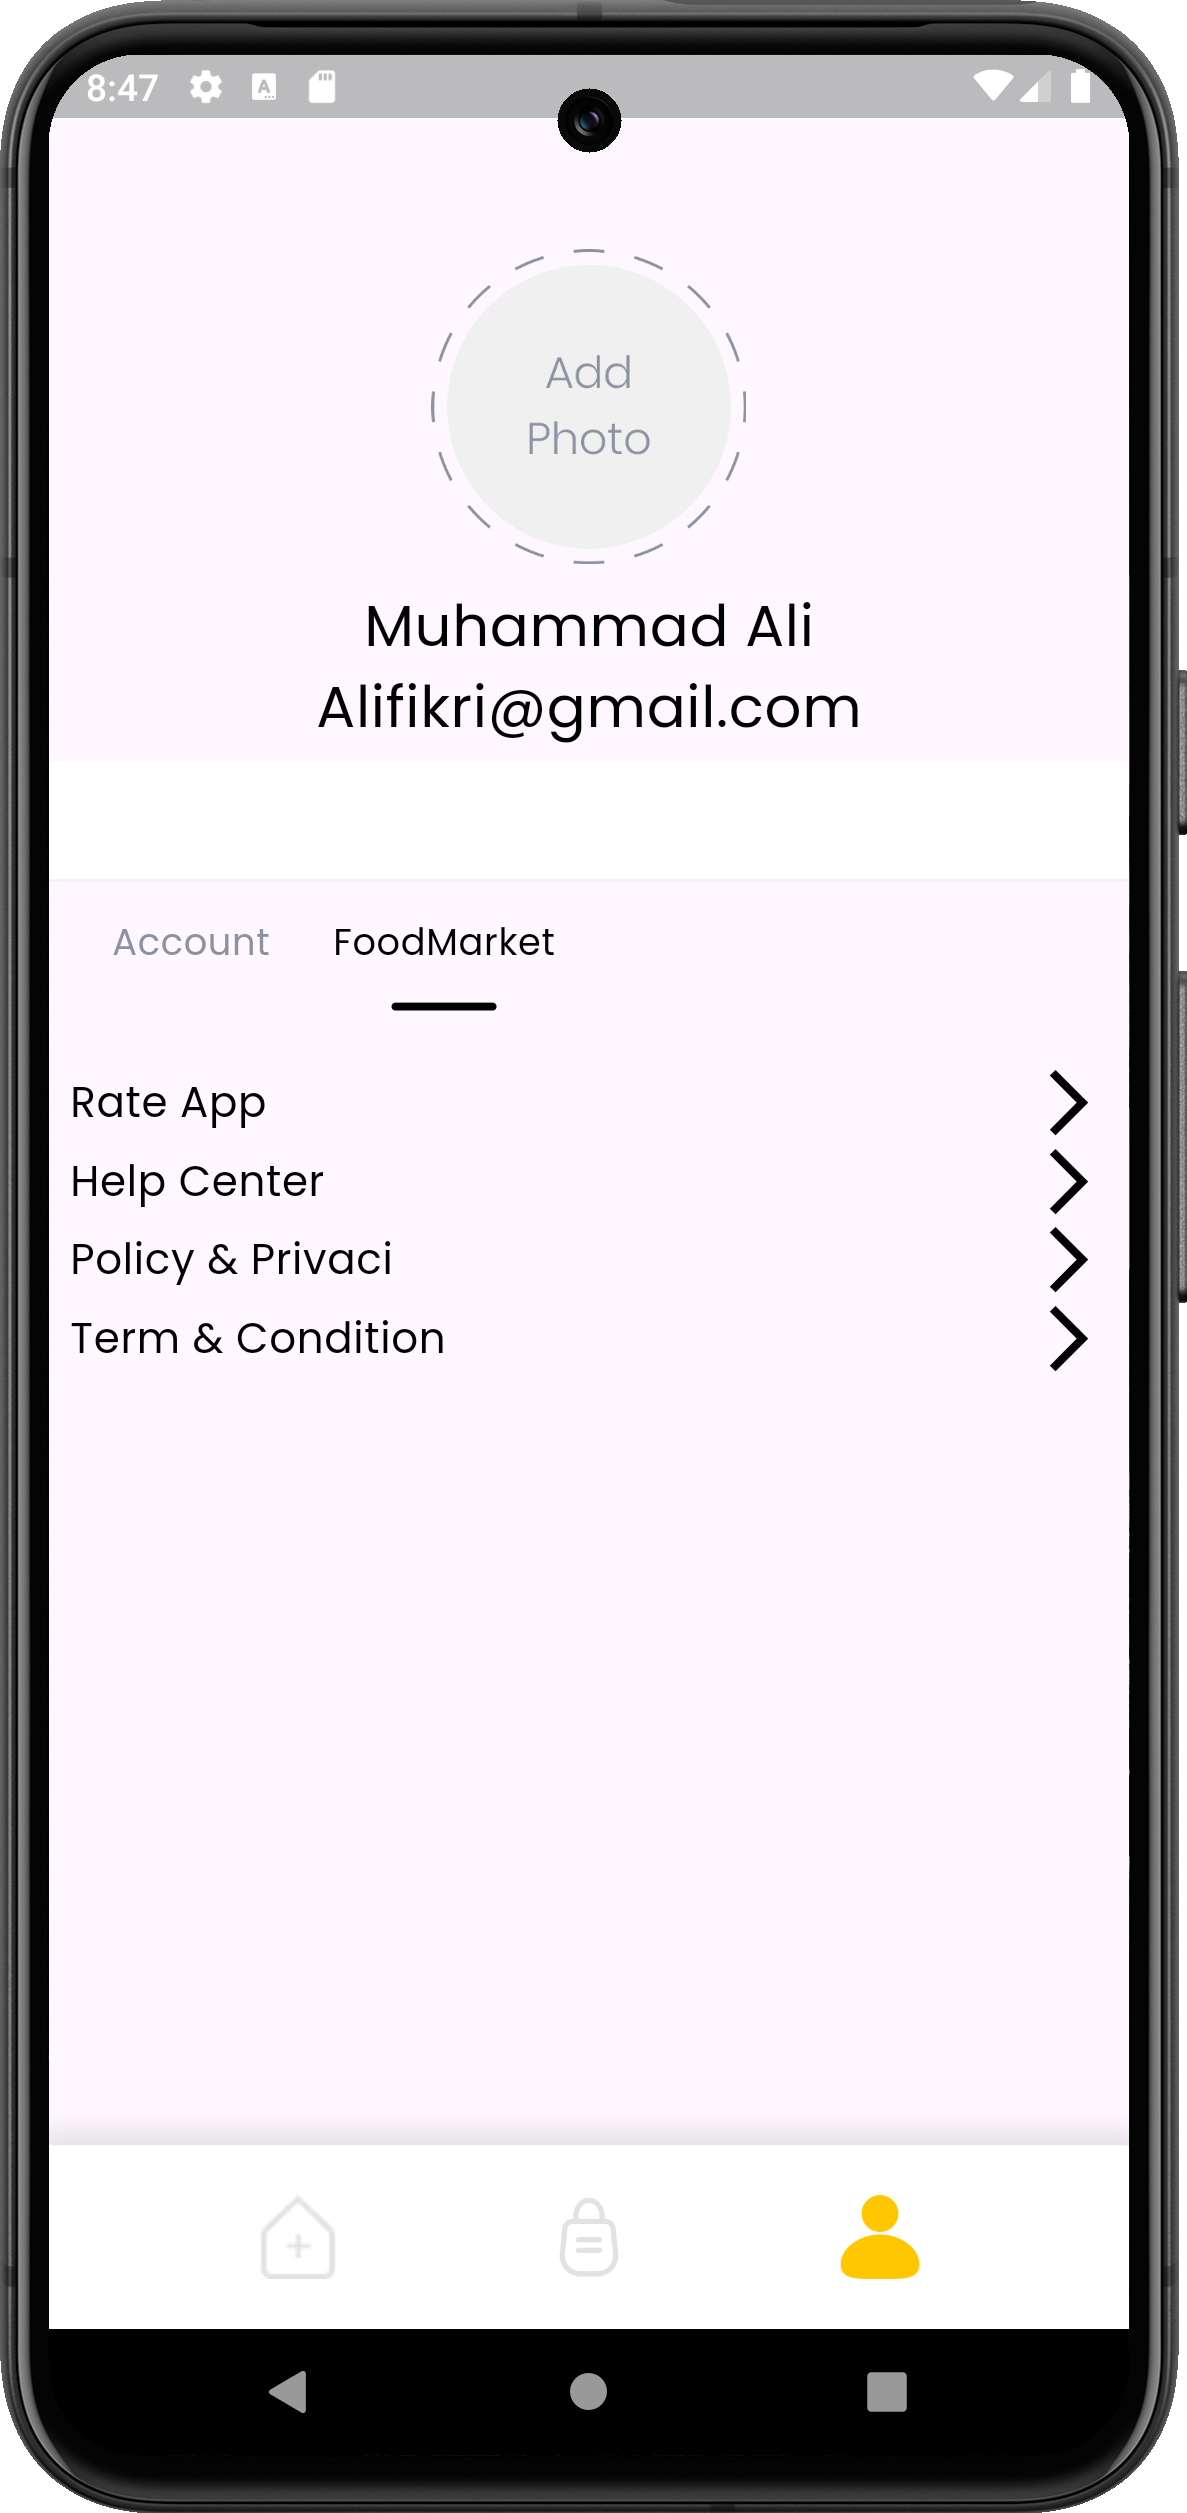 8:47
Add
Photo
Muhammad Ali
Alifikri@gmail.com
Account FoodMarket
Rate App
Help Center
Policy & Privaci
Term & Condition